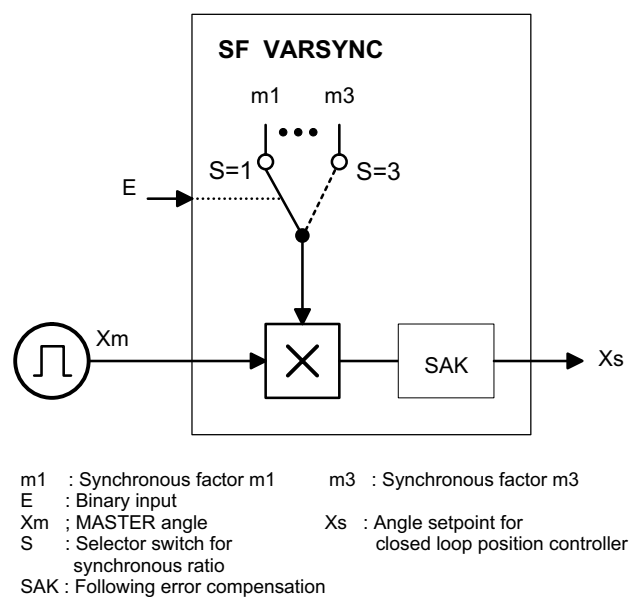 SF VARSYNC
m1 m3
S=1 S=3
E
Xm
SAK
Xs
m1 : Synchronous factor m1 m3 : Synchronous factor m3
E : Binary input
Xm ; MASTER angle Xs : Angle setpoint for
S : Selector switch for closed loop position controller
synchronous ratio
SAK : Following error compensation